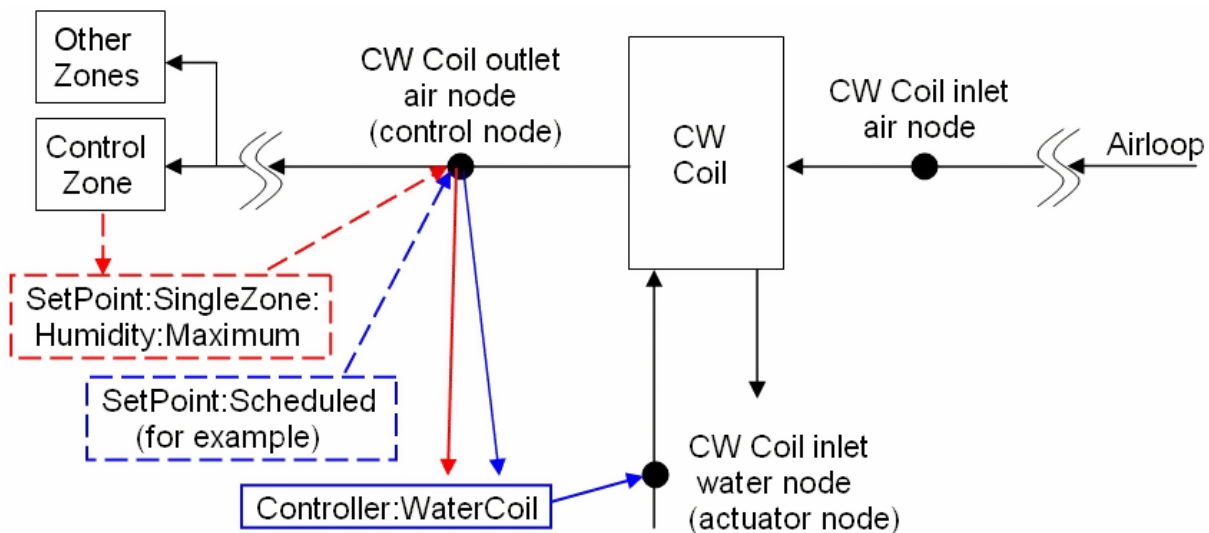 Other
Zones
Control
Zone
CW Coil outlet
air node
(control node)
CW
Coil
CW Coil inlet
air node
Airloop
SetPoint:SingleZone:
Humidity:Maximum
SetPoint:Scheduled
(for example)
Controller:WaterCoil
CW Coil inlet
water node
(actuator node)